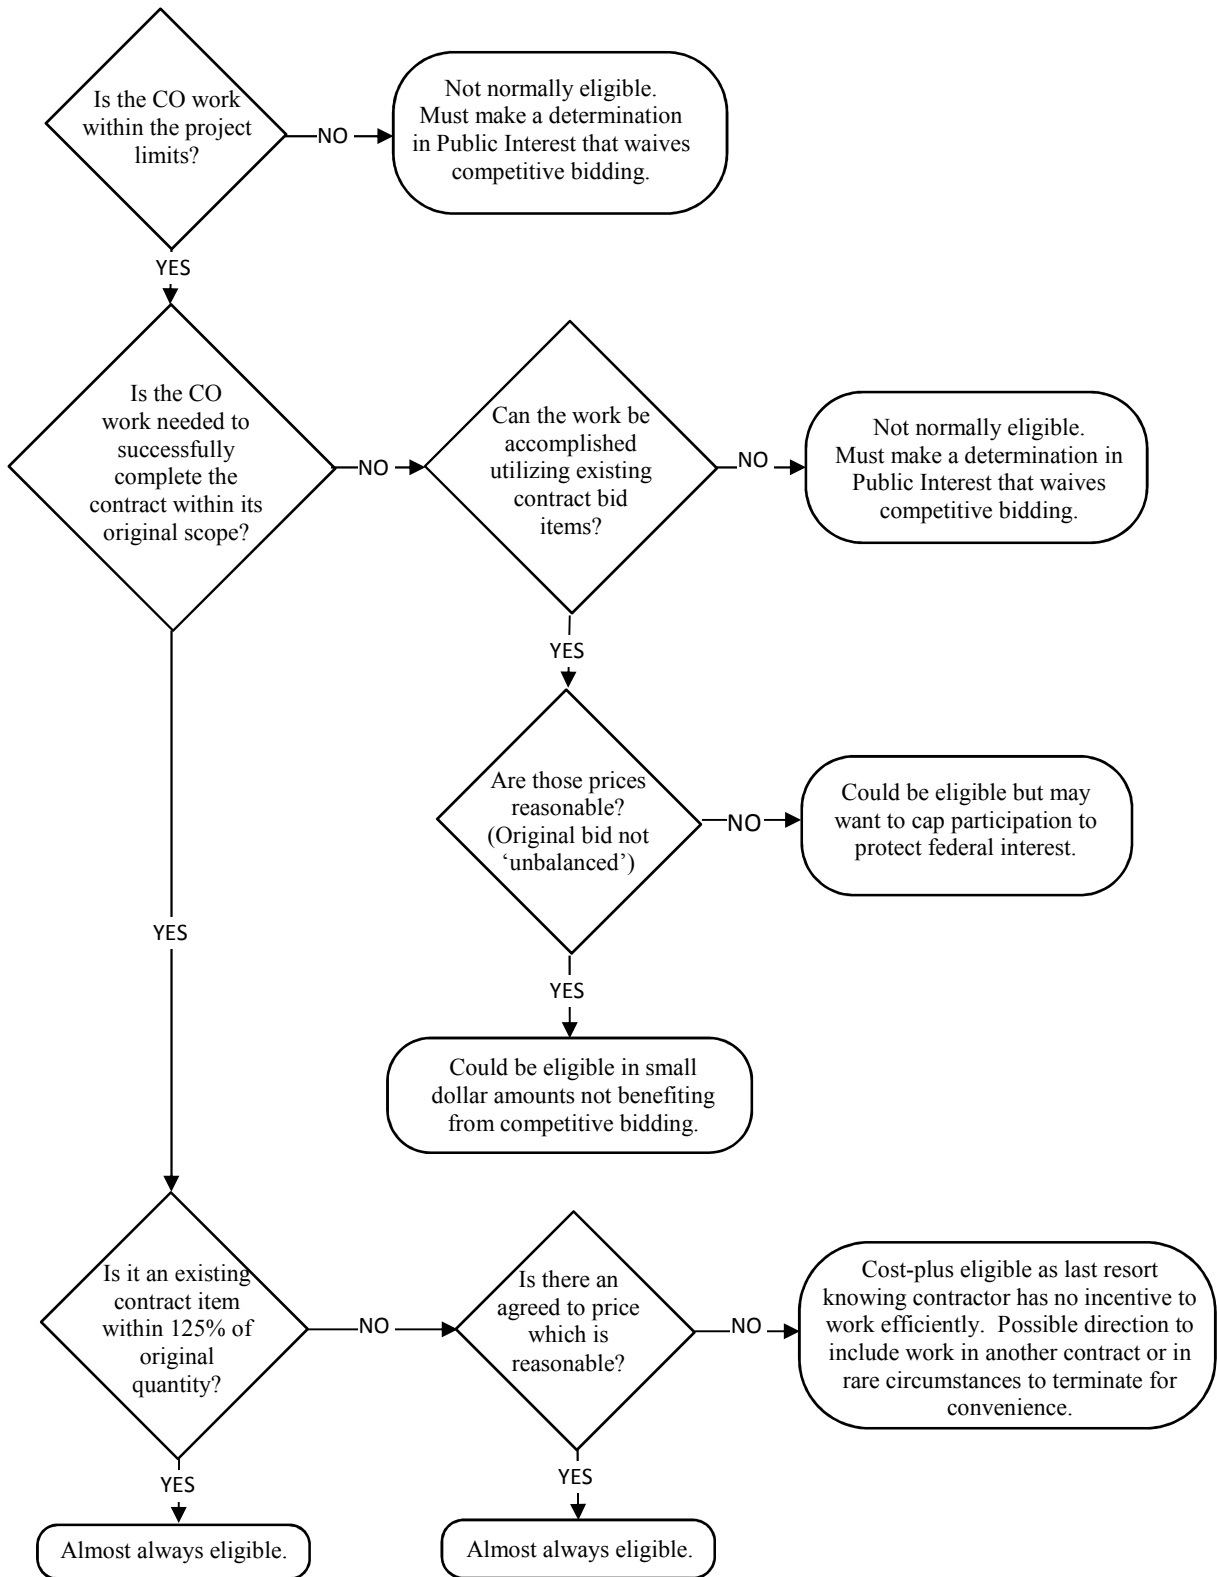 Is the CO work
within the project
limits?
NO
Not normally eligible.
Must make a determination
in Public Interest that waives
competitive bidding.
YES
Is the CO
work needed to
successfully
complete the
contract within its
original scope?
NO
Can the work be
accomplished
utilizing existing
contract bid
items?
NO
Not normally eligible.
Must make a determination in
Public Interest that waives
competitive bidding.
YES
Are those prices
reasonable?
(Original bid not
‘unbalanced’)
NO
Could be eligible but may
want to cap participation to
protect federal interest.
YES
YES
Could be eligible in small
dollar amounts not benefiting
from competitive bidding.
Is it an existing
contract item
within 125% of
original
quantity?
NO
Is there an
agreed to price
which is
reasonable?
NO
Cost-plus eligible as last resort
knowing contractor has no incentive to
work efficiently.  Possible direction to
include work in another contract or in
rare circumstances to terminate for
convenience.
YES
YES
Almost always eligible.
Almost always eligible.